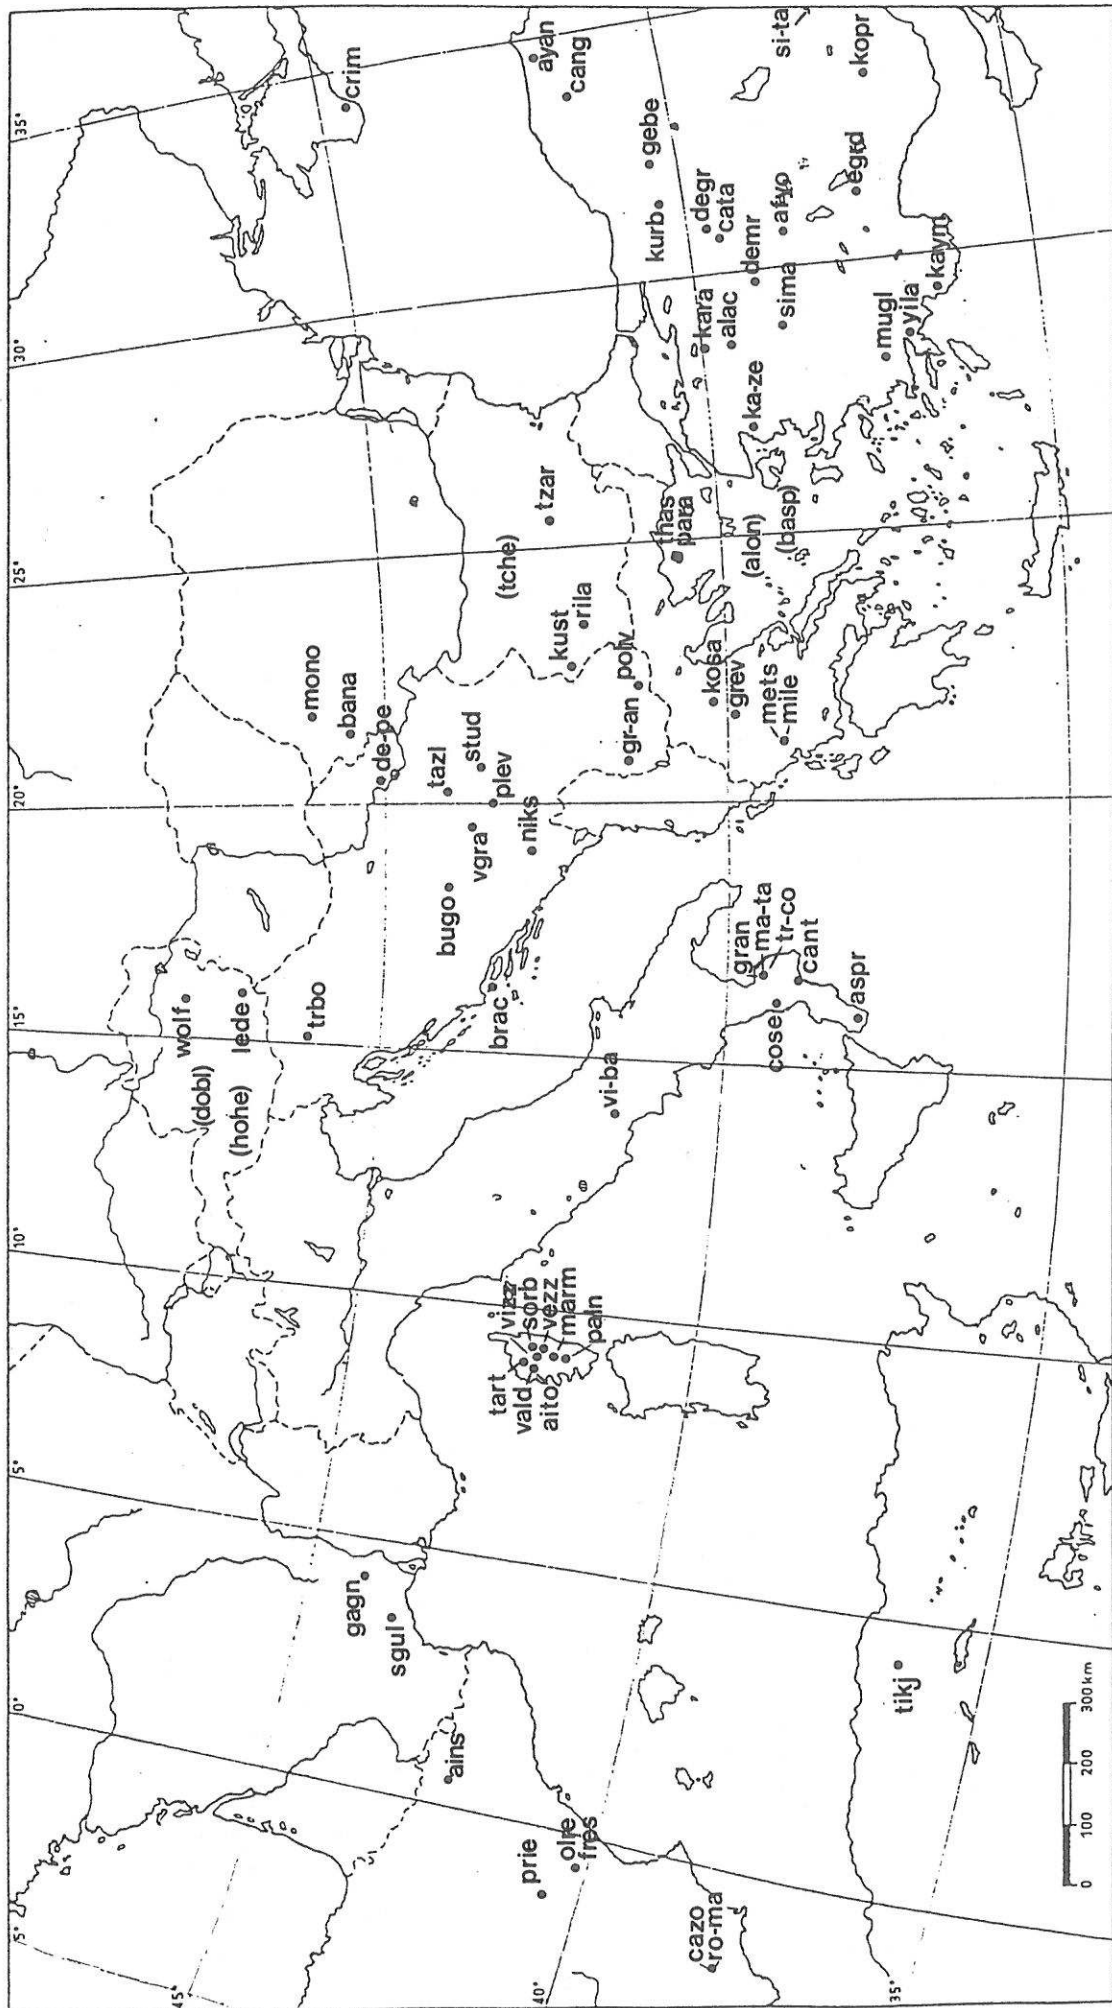 5°
0°
5°
10°
15°
20°
25°
30°
35°
45°
40°
35°
crim
ayan
cang
si-ta
kopr
gebe
kurb
degr
cata
demr
afyo
egrd
kara
alac
sima
ka-ze
mugl
yila
kaym
thas
para
(alon)
(basp)
tzar
(tche)
kust
rila
poly
gr-an
kosa
grev
mets
mile
mono
bana
de-pe
tazl
stud
plev
vgra
niks
bugo
brac
wolf
lede
(dobl)
(hohe)
trbo
vi-ba
gran
ma-ta
tr-co
cant
cose
aspr
vizz
sorb
vezz
marm
paln
tart
vald
aito
gagn
sgul
ains
prie
olre
fres
cazo
ro-ma
tikj
0 100 200 300 km